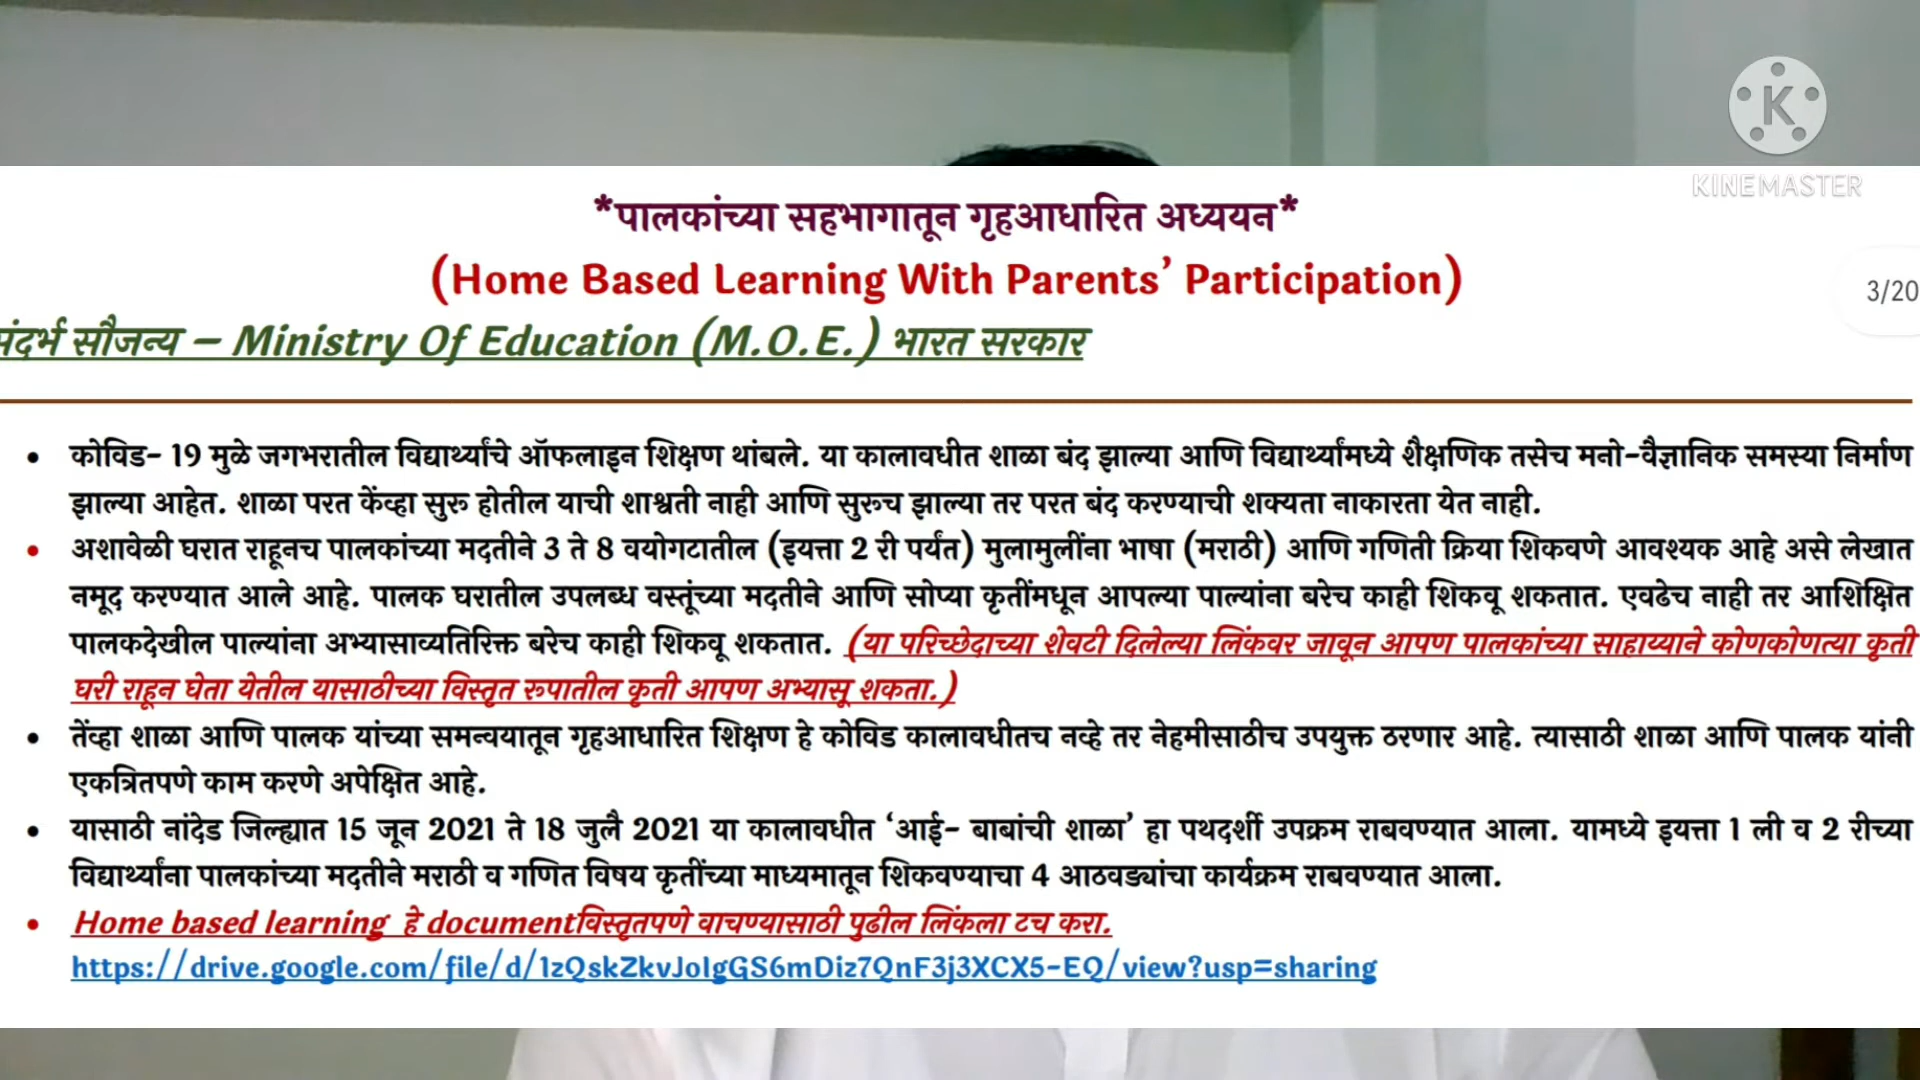 K
KINEMASTER
*पालकांच्या सहभागातून गृहआधारित अध्ययन*
(Home Based Learning With Parents’ Participation)
3/20
संदर्भ सौजन्य – Ministry Of Education (M.O.E.) भारत सरकार
• कोविड- 19 मुळे जगभरातील विद्यार्थ्यांचे ऑफलाइन शिक्षण थांबले. या कालावधीत शाळा बंद झाल्या आणि विद्यार्थ्यांमध्ये शैक्षणिक तसेच मनो-वैज्ञानिक समस्या निर्माण
झाल्या आहेत. शाळा परत केंव्हा सुरु होतील याची शाश्वती नाही आणि सुरूच झाल्या तर परत बंद करण्याची शक्यता नाकारता येत नाही.
• अशावेळी घरात राहूनच पालकांच्या मदतीने 3 ते 8 वयोगटातील (इयत्ता 2 री पर्यंत) मुलामुलींना भाषा (मराठी) आणि गणिती क्रिया शिकवणे आवश्यक आहे असे लेखात
नमूद करण्यात आले आहे. पालक घरातील उपलब्ध वस्तूंच्या मदतीने आणि सोप्या कृतींमधून आपल्या पाल्यांना बरेच काही शिकवू शकतात. एवढेच नाही तर आशिक्षित
पालकदेखील पाल्यांना अभ्यासाव्यतिरिक्त बरेच काही शिकवू शकतात. (या परिच्छेदाच्या शेवटी दिलेल्या लिंकवर जावून आपण पालकांच्या साहाय्याने कोणकोणत्या कृती
घरी राहून घेता येतील यासाठीच्या विस्तृत रुपातील कृती आपण अभ्यासू शकता.)
• तेंव्हा शाळा आणि पालक यांच्या समन्वयातून गृहआधारित शिक्षण हे कोविड कालावधीतच नव्हे तर नेहमीसाठीच उपयुक्त ठरणार आहे. त्यासाठी शाळा आणि पालक यांनी
एकत्रितपणे काम करणे अपेक्षित आहे.
• यासाठी नांदेड जिल्ह्यात 15 जून 2021 ते 18 जुलै 2021 या कालावधीत ‘आई- बाबांची शाळा’ हा पथदर्शी उपक्रम राबवण्यात आला. यामध्ये इयत्ता 1 ली व 2 रीच्या
विद्यार्थ्यांना पालकांच्या मदतीने मराठी व गणित विषय कृतींच्या माध्यमातून शिकवण्याचा 4 आठवड्यांचा कार्यक्रम राबवण्यात आला.
• Home based learning हे documentविस्तृतपणे वाचण्यासाठी पुढील लिंकला टच करा.
https://drive.google.com/file/d/1zQskZkvJoIgGS6mDiz7QnF3j3XCX5-EQ/view?usp=sharing